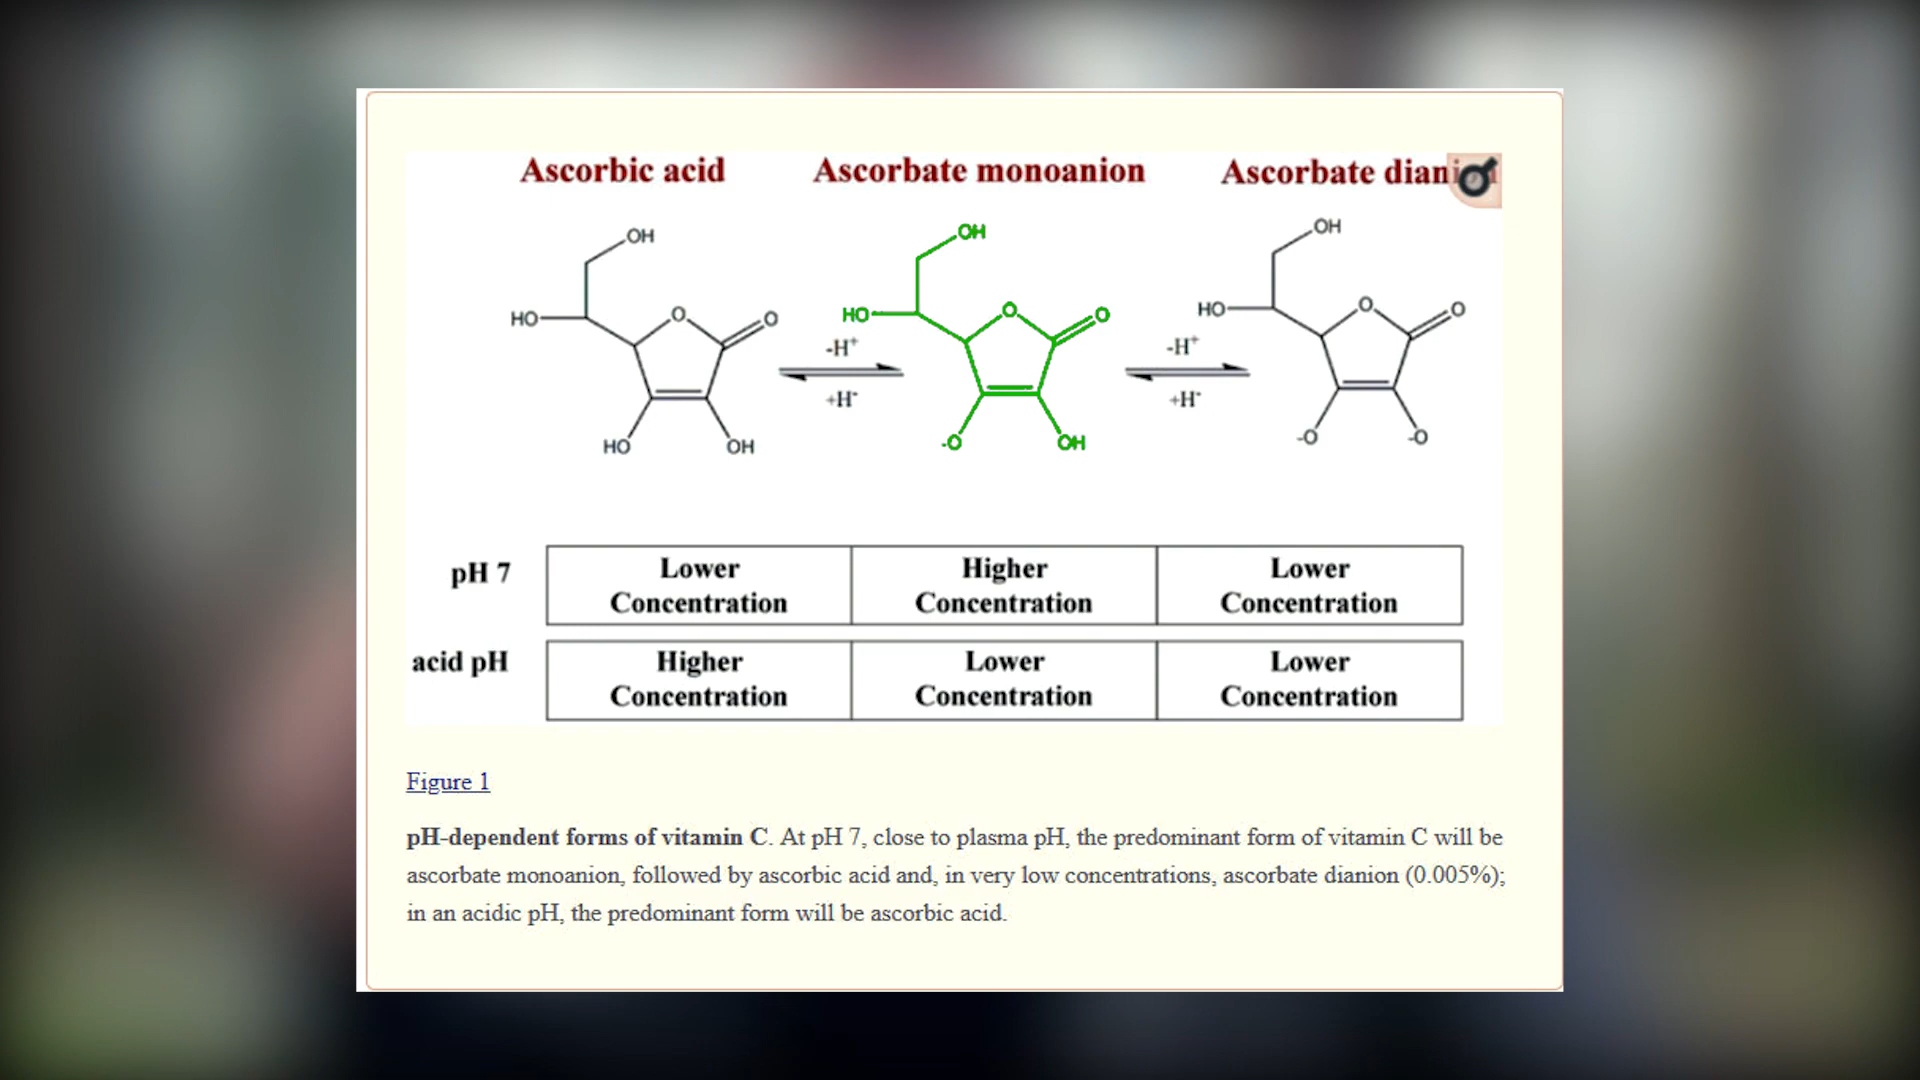 Ascorbic acid Ascorbate monoanion Ascorbate dianion
OH OH OH
HO O O HO O O HO O O
-H+ -H+
+H- +H-
HO OH -O OH -O -O
pH 7 Lower Concentration Higher Concentration Lower Concentration
acid pH Higher Concentration Lower Concentration Lower Concentration
Figure 1
pH-dependent forms of vitamin C. At pH 7, close to plasma pH, the predominant form of vitamin C will be
ascorbate monoanion, followed by ascorbic acid and, in very low concentrations, ascorbate dianion (0.005%);
in an acidic pH, the predominant form will be ascorbic acid.